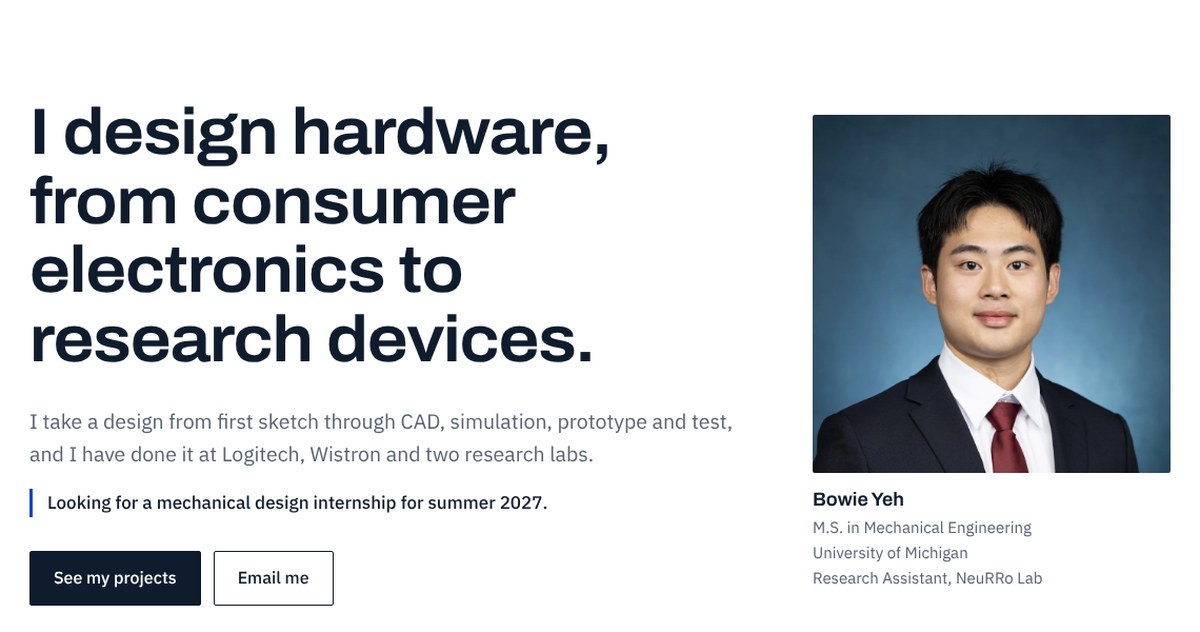 I design hardware,
from consumer
electronics to
research devices.
I take a design from first sketch through CAD, simulation, prototype and test,
and I have done it at Logitech, Wistron and two research labs.
Looking for a mechanical design internship for summer 2027.
See my projects
Email me
Bowie Yeh
M.S. in Mechanical Engineering
University of Michigan
Research Assistant, NeuRRo Lab